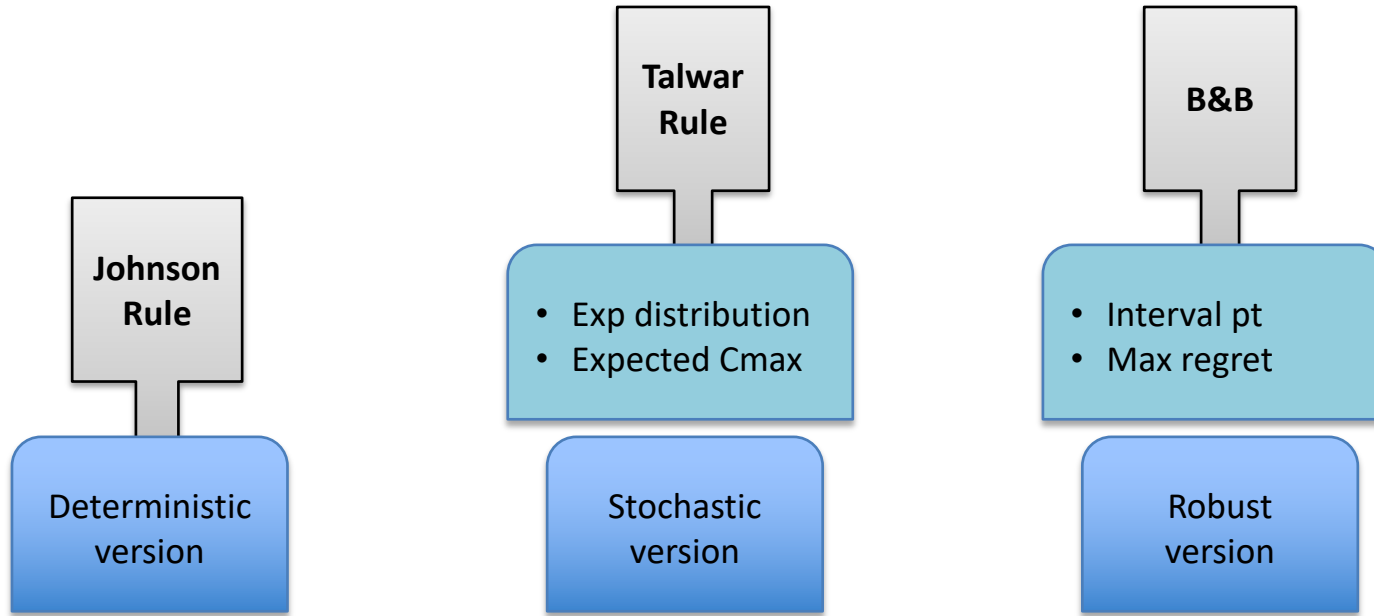 Johnson
Rule
Deterministic
version
Talwar
Rule
• Exp distribution
• Expected Cmax
Stochastic
version
B&B
• Interval pt
• Max regret
Robust
version